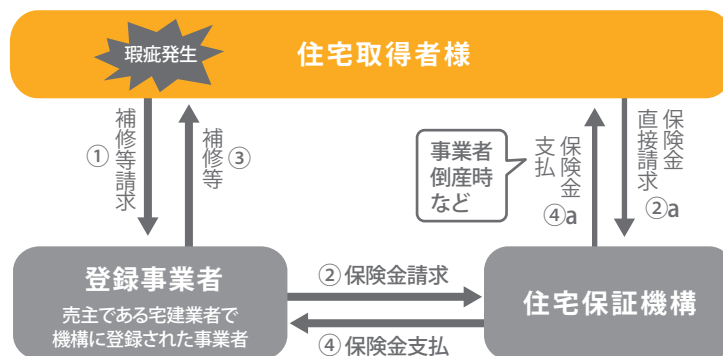 瑕疵発生
住宅取得者様
①
補修等請求
補修等
③
事業者
倒産時
など
保険金
支払
④a
保険金
直接請求
②a
登録事業者
売主である宅建業者で
機構に登録された事業者
②保険金請求
④保険金支払
住宅保証機構